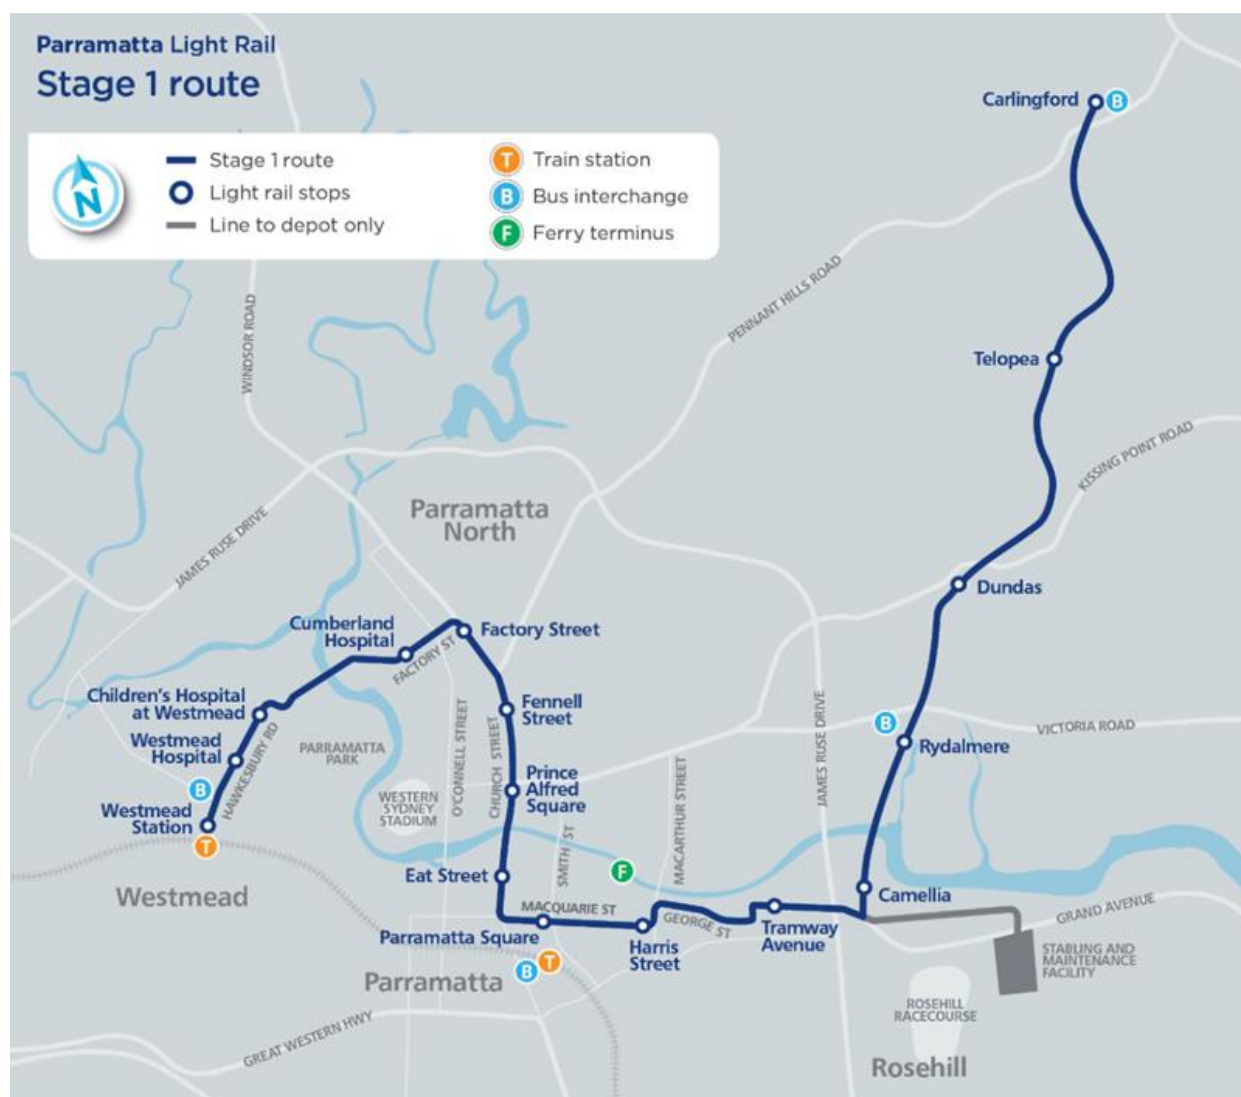 Parramatta Light Rail
Stage 1 route
N
Stage 1 route
Light rail stops
Line to depot only
T Train station
B Bus interchange
F Ferry terminus
Carlingford
B
WINDSOR ROAD
PENNANT HILLS ROAD
Telopea
KISSING POINT ROAD
JAMES RUSE DRIVE
Parramatta
North
Dundas
Cumberland
Hospital
Factory Street
FACTORY ST
Children's Hospital
at Westmead
Fennell
Street
Westmead
Hospital
HAWKESBURY RD
PARRAMATTA
PARK
O'CONNELL STREET
CHURCH STREET
JAMES RUSE DRIVE
B
Rydalmere
VICTORIA ROAD
B
Westmead
Station
T
WESTERN
SYDNEY
STADIUM
Prince
Alfred
Square
MACARTHUR STREET
SMITH ST
Westmead
Eat Street
F
Camellia
MACQUARIE ST
GEORGE ST
GRAND AVENUE
Parramatta Square
Harris
Street
Tramway
Avenue
STABLING AND
MAINTENANCE
FACILITY
B
T
Parramatta
ROSEHILL
RACECOURSE
GREAT WESTERN HWY
Rosehill